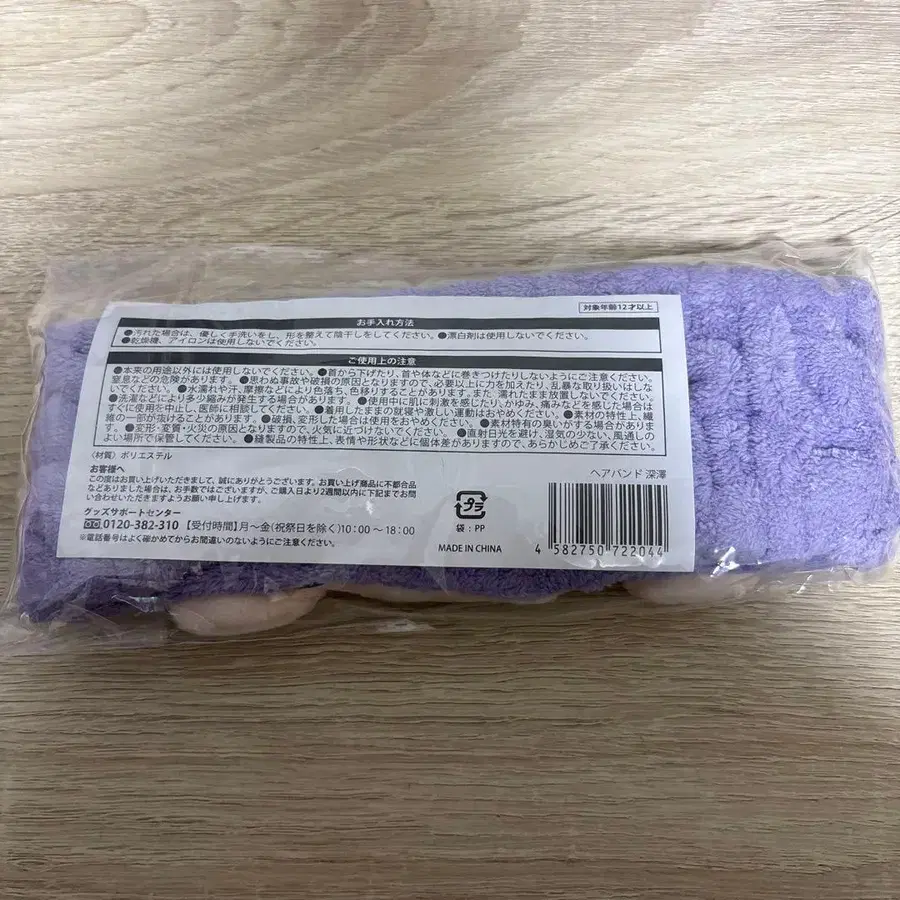 対象年齢12才以上
お手入れ方法
●汚れた場合は、優しく手洗いをし、形を整えて陰干しをしてください。●漂白剤は使用しないでください。
●乾燥機、アイロンは使用しないでください。
ご使用上の注意
●本来の用途以外には使用しないでください。●首から下げたり、首や体などに巻きつけたりしないようにご注意ください。
窒息などの危険があります。●思わぬ事故や破損の原因となりますので、必要以上に力を加えたり、乱暴な取り扱いはしな
いでください。●水濡れや汗、摩擦などにより色落ち、色移りすることがあります。また、濡れたまま放置しないでください。
●洗濯などにより多少縮みが発生する場合があります。●使用中に肌に刺激を感じたり、かゆみ、痛みなどを感じた場合は
すぐに使用を中止し、医師に相談してください。●着用したままの就寝や激しい運動はおやめください。●素材の特性上、繊
維の一部が抜けることがあります。●破損、変形した場合は使用をおやめください。●素材特有の臭いがする場合がありま
す。●変形・変質・火災の原因となりますので、火気に近づけないでください。●直射日光を避け、湿気の少ない、風通しの
よい場所で保管してください。●縫製品の特性上、表情や形状などに個体差がありますので、あらかじめご了承ください。
〈材質〉ポリエステル
お客様へ
この度はお買い上げいただきまして、誠にありがとうございます。お買い上げ商品に不都合品
などありました場合は、お手数ではございますが、ご購入日より2週間以内に下記までお問
い合わせいただきますようお願い申し上げます。
グッズサポートセンター
0120-382-310 【受付時間】月〜金(祝祭日を除く)10:00〜18:00
※電話番号はよく確かめてからお間違いのないようにご注意ください。
プラ
袋:PP
MADE IN CHINA
ヘアバンド 深澤
4 582750 722044